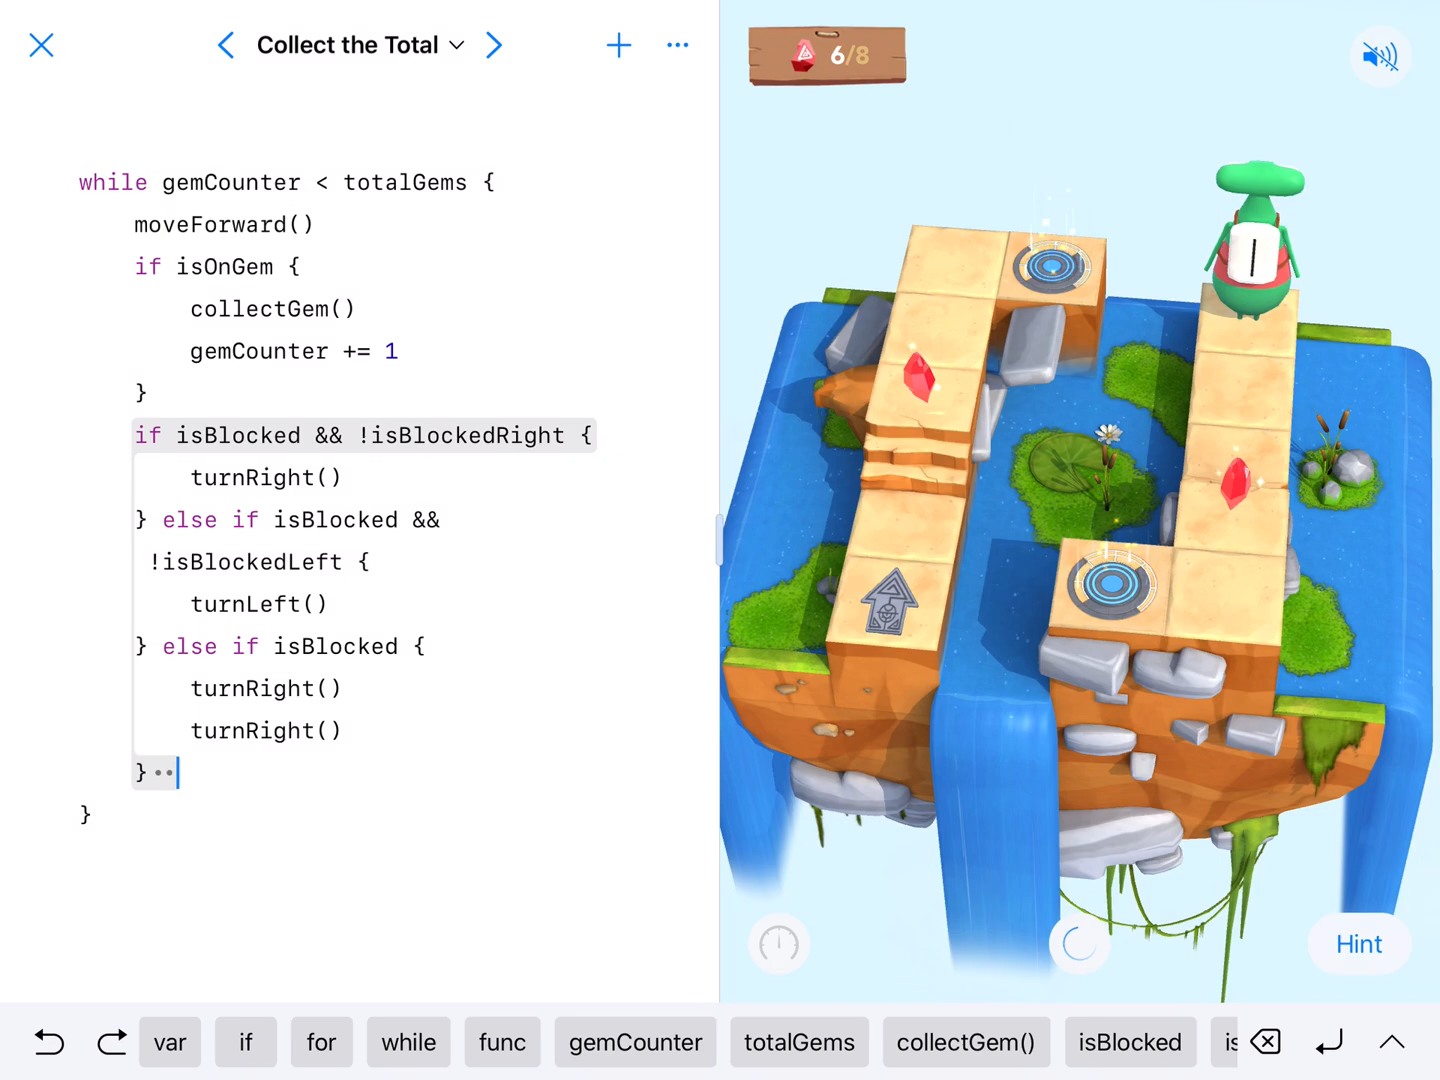 Collect the Total
while gemCounter < totalGems {
moveForward()
if isOnGem {
collectGem()
gemCounter += 1
}
if isBlocked && !isBlockedRight {
turnRight()
} else if isBlocked &&
!isBlockedLeft {
turnLeft()
} else if isBlocked {
turnRight()
turnRight()
}
}
6/8
Hint
var if for while func gemCounter totalGems collectGem() isBlocked is